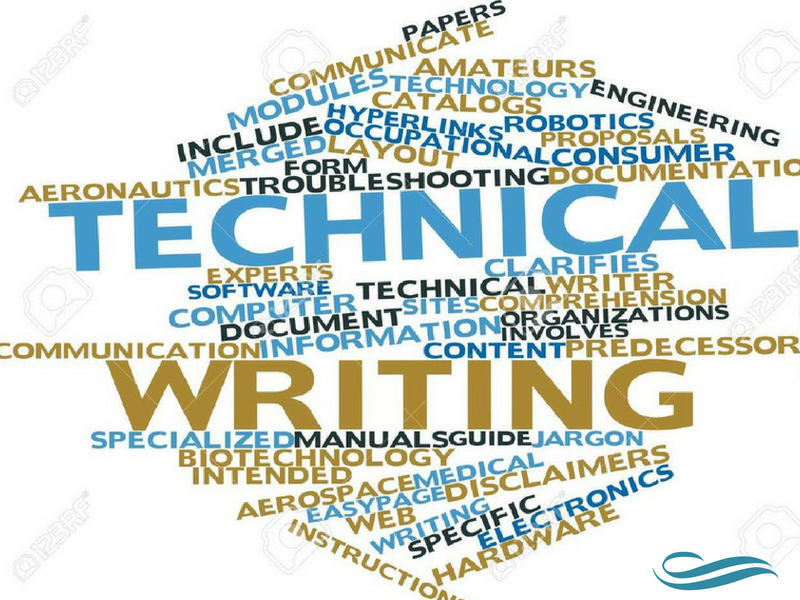 PAPERS
COMMUNICATE
AMATEURS
MODULES TECHNOLOGY ENGINEERING
CATALOGS
HYPERLINKS ROBOTICS
INCLUDE OCCUPATIONAL PROPOSALS
MERGED LAYOUT CONSUMER
FORM
AERONAUTICS TROUBLESHOOTING DOCUMENTATIO
TECHNICAL
EXPERTS CLARIFIES
SOFTWARE TECHNICAL WRITER
COMPUTER SITES COMPREHENSION
DOCUMENT ORGANIZATIONS
INFORMATION INVOLVES
COMMUNICATION CONTENT PREDECESSOR
WRITING
SPECIALIZED MANUALS GUIDE JARGON
BIOTECHNOLOGY
INTENDED MEDICAL
AEROSPACE DISCLAIMERS
EASYPAGE
WEB
WRITING SPECIFIC ELECTRONICS
INSTRUCTIONS HARDWARE
123RF